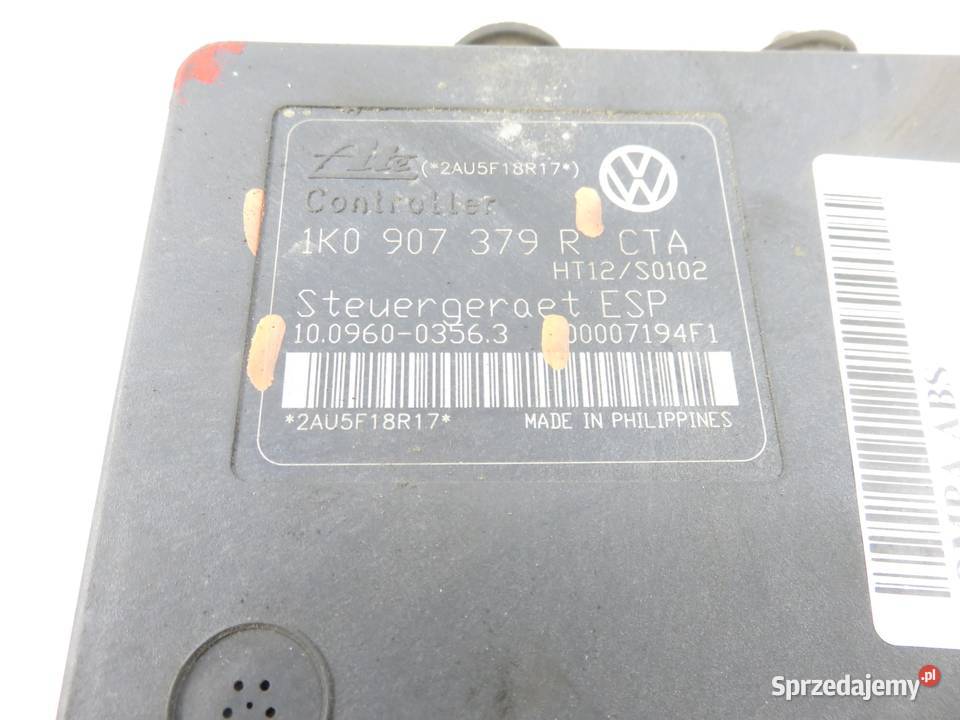 Ate (*2AU5F18R17*)
Controller
1K0 907 379 R CTA
HT12/S0102
Steuergeraet ESP
10.0960-0356.3 00007194F1
*2AU5F18R17* MADE IN PHILIPPINES
ABS
Sprzedajemy.pl